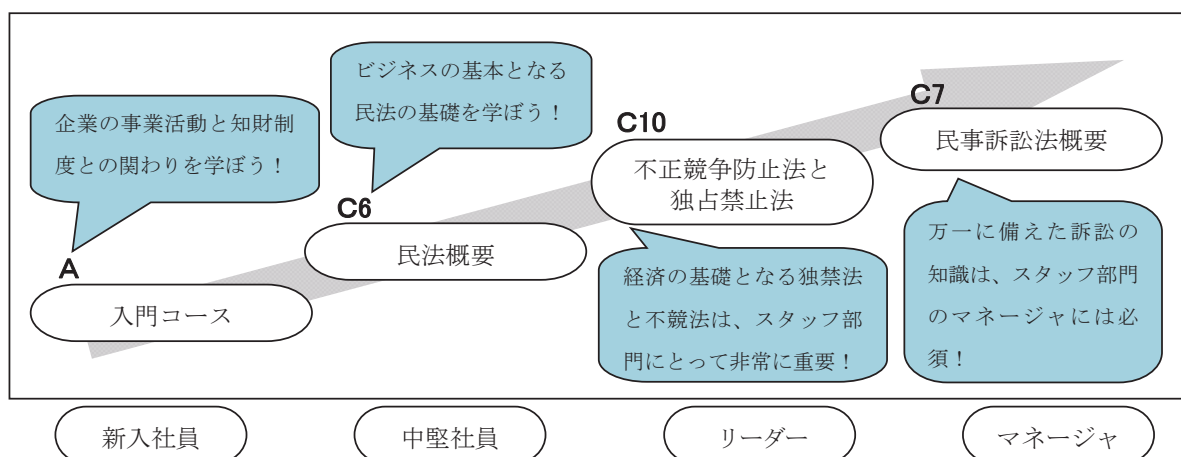 企業の事業活動と知財制
度との関わりを学ぼう！
A
入門コース
ビジネスの基本となる
民法の基礎を学ぼう！
C6
民法概要
C10
不正競争防止法と
独占禁止法
経済の基礎となる独禁法
と不競法は、スタッフ部
門にとって非常に重要！
C7
民事訴訟法概要
万一に備えた訴訟の
知識は、スタッフ部門
のマネージャには必
須！
新入社員
中堅社員
リーダー
マネージャ